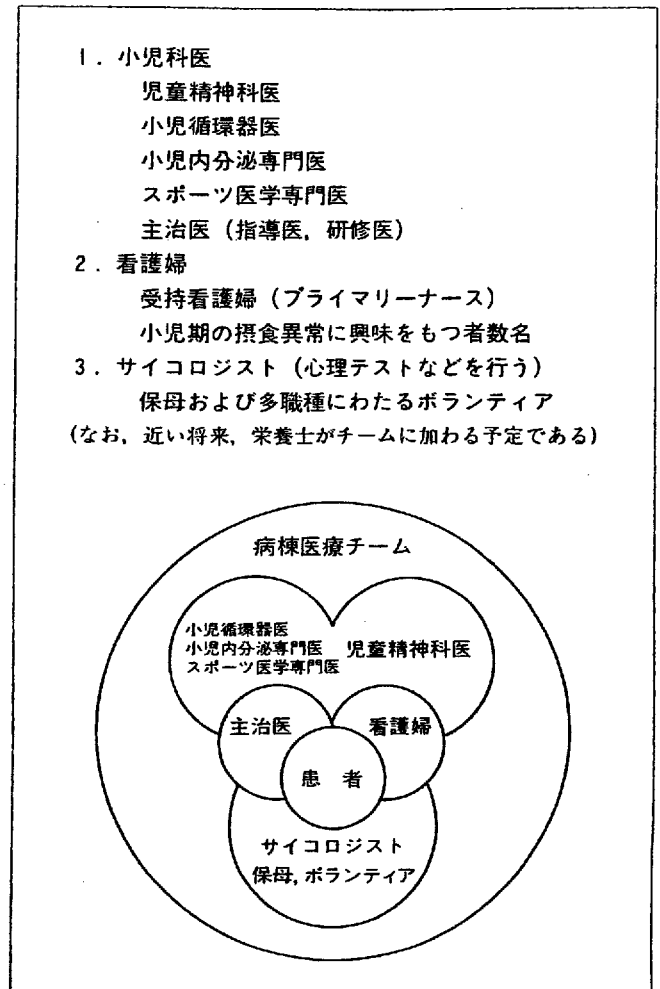 1．小児科医
児童精神科医
小児循環器医
小児内分泌専門医
スポーツ医学専門医
主治医（指導医，研修医）
2．看護婦
受持看護婦（プライマリーナース）
小児期の摂食異常に興味をもつ者数名
3．サイコロジスト（心理テストなどを行う）
保母および多職種にわたるボランティア
（なお，近い将来，栄養士がチームに加わる予定である）
病棟医療チーム
小児循環器医
小児内分泌専門医
スポーツ医学専門医
児童精神科医
主治医
看護婦
患 者
サイコロジスト
保母，ボランティア